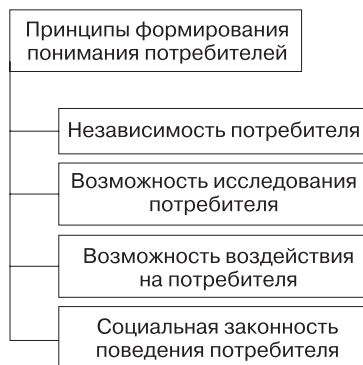 Принципы формирования
понимания потребителей
Независимость потребителя
Возможность исследования
потребителя
Возможность воздействия
на потребителя
Социальная законность
поведения потребителя